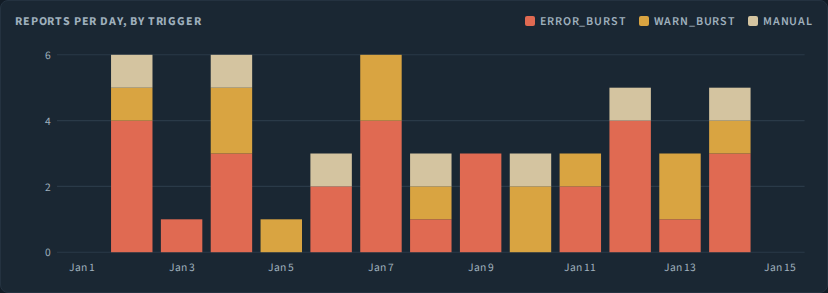 REPORTS PER DAY, BY TRIGGER
ERROR_BURST WARN_BURST MANUAL
6
4
2
0
Jan 1 Jan 3 Jan 5 Jan 7 Jan 9 Jan 11 Jan 13 Jan 15